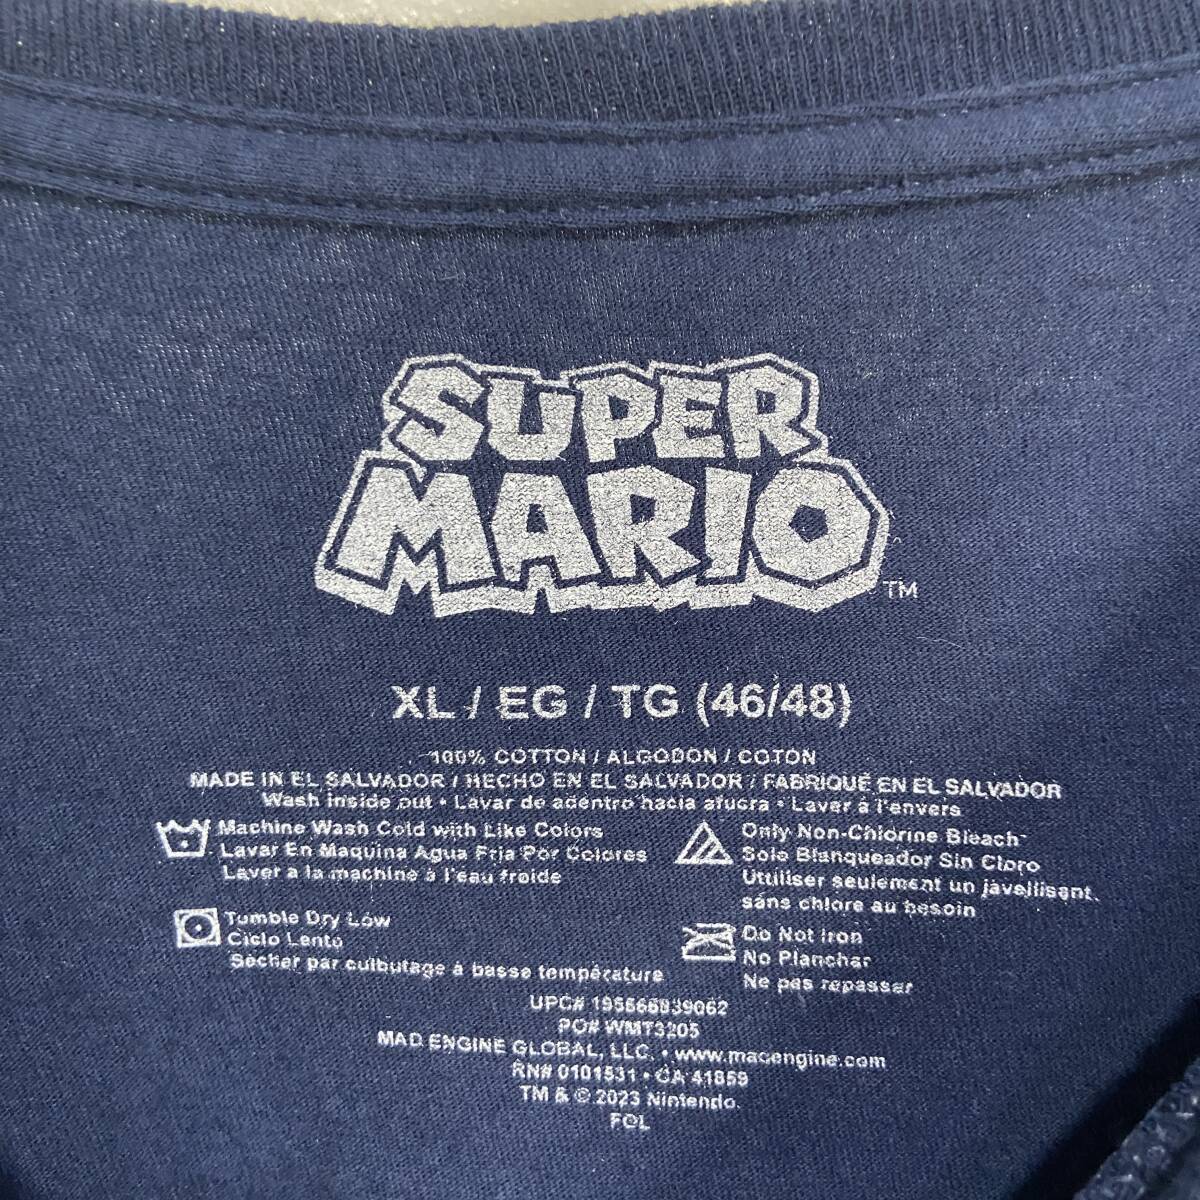 SUPER
MARIO
TM
XL / EG / TG (46/48)
100% COTTON / ALGODON / COTON
MADE IN EL SALVADOR / HECHO EN EL SALVADOR / FABRIQUÉ EN EL SALVADOR
Wash inside out • Lavar de adentro hacia afuera • Laver à l'envers
Machine Wash Cold with Like Colors
Lavar En Maquina Agua Fria Por Colores
Laver a la machine à l'eau froide
Only Non-Chlorine Bleach
Solo Blanqueador Sin Cloro
Uttiliser seulement un javellisant.
sans chlore au besoin
Tumble Dry Low
Ciclo Lento
Sècher par culbutage à basse température
Do Not Iron
No Planchar
Ne pas repasser
UPC#
PO# WMT3205
MAD ENGINE GLOBAL, LLC. • www.madengine.com
RN# 0101531 • CA 41859
TM & © 2023 Nintendo.
FOL